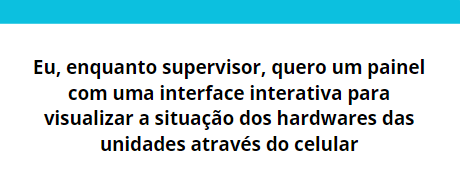 Eu, enquanto supervisor, quero um painel
com uma interface interativa para
visualizar a situação dos hardwares das
unidades através do celular